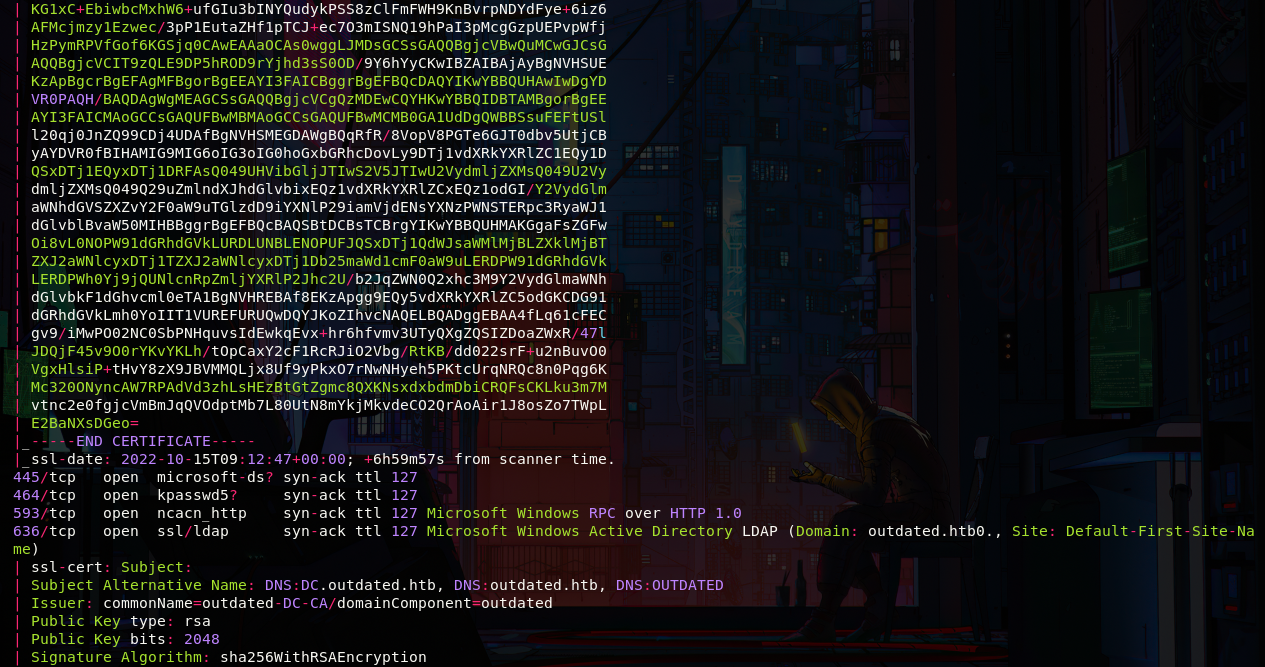 | KG1xC+EbiwbcMxhW6+ufGIu3bINYQudykPSS8zClFmFWH9KnBvrpNDYdFye+6iz6
| AFMcjmzy1Ezwec/3pP1EutaZHf1pTCJ+ec7O3mISNQ19hPaI3pMcgGzpUEPvpWfj
| HzPymRPVfGof6KGSjq0CAwEAAaOCAs0wggLJMDsGCSsGAQQBgjcVBwQuMCwGJCsG
| AQQBgjcVCIT9zQLE9DP5hROD9rYjhd3sS0OD/9Y6hYyCKwIBZAIBAjAyBgNVHSUE
| KzApBgcrBgEFAgMFBgorBgEEAYI3FAICBggrBgEFBQcDAQYIKwYBBQUHAwIwDgYD
| VR0PAQH/BAQDAgWgMEAGCSsGAQQBgjcVCgQzMDEwCQYHKwYBBQIDBTAMBgorBgEE
| AYI3FAICMAoGCCsGAQUFBwMBMAoGCCsGAQUFBwMCMB0GA1UdDgQWBBSsuFEFtUSl
| l20qj0JnZQ99CDj4UDAfBgNVHSMEGDAWgBQqRfR/8VopV8PGTe6GJT0dbv5UtjCB
| yAYDVR0fBIHAMIG9MIG6oIG3oIG0hoGxbGRhcDovLy9DTj1vdXRkYXRlZC1EQy1D
| QSxDTj1EQyxDTj1DRFAsQ049UHVibGljJTIwS2V5JTIwU2VydmljZXMsQ049U2Vy
| dmljZXMsQ049Q29uZmlndXJhdGlvbixEQz1vdXRkYXRlZCxEQz1odGI/Y2VydGlm
| aWNhdGVSZXZvY2F0aW9uTGlzdD9iYXNlP29iamVjdENsYXNzPWNSTERpc3RyaWJ1
| dGlvblBvaW50MIHBBggrBgEFBQcBAQSBtDCBsTCBrgYIKwYBBQUHMAKGgaFsZGFw
| Oi8vL0NOPW91dGRhdGVkLURDLUNBLENOPUFJQSxDTj1QdWJsaWMlMjBLZXklMjBT
| ZXJ2aWNlcyxDTj1TZXJ2aWNlcyxDTj1Db25maWd1cmF0aW9uLERDPW91dGRhdGVk
| LERDPWh0Yj9jQUNlcnRpZmljYXRlP2Jhc2U/b2JqZWN0Q2xhc3M9Y2VydGlmaWNh
| dGlvbkF1dGhvcml0eTA1BgNVHREBAf8EKzApgg9EQy5vdXRkYXRlZC5odGKCDG91
| dGRhdGVkLmh0YoIIT1VUREFURUQwDQYJKoZIhvcNAQELBQADggEBAA4fLq61cFEC
| gv9/iMwPO02NC0SbPNHquvsIdEwkqEvx+hr6hfvmv3UTyQXgZQSIZDoaZWxR/47l
| JDQjF45v9O0rYKvYKLh/tOpCaxY2cF1RcRJiO2Vbg/RtKB/dd022srF+u2nBuvO0
| VgxHlsiP+tHvY8zX9JBVMMQLjx8Uf9yPkxO7rNwNHyeh5PKtcUrqNRQc8n0Pqg6K
| Mc320ONyncAW7RPAdVd3zhLsHEzBtGtZgmc8QXKNsxdxbdmDbiCRQFsCKLku3m7M
| vtnc2e0fgjcVmBmJqQVOdptMb7L80UtN8mYkjMkvdeCO2QrAoAir1J8osZo7TWpL
| E2BaNXsDGeo=
|_-----END CERTIFICATE-----
|_ssl-date: 2022-10-15T09:12:47+00:00; +6h59m57s from scanner time.
445/tcp   open  microsoft-ds? syn-ack ttl 127
464/tcp   open  kpasswd5?     syn-ack ttl 127
593/tcp   open  ncacn_http    syn-ack ttl 127 Microsoft Windows RPC over HTTP 1.0
636/tcp   open  ssl/ldap      syn-ack ttl 127 Microsoft Windows Active Directory LDAP (Domain: outdated.htb0., Site: Default-First-Site-Na
me)
| ssl-cert: Subject:
| Subject Alternative Name: DNS:DC.outdated.htb, DNS:outdated.htb, DNS:OUTDATED
| Issuer: commonName=outdated-DC-CA/domainComponent=outdated
| Public Key type: rsa
| Public Key bits: 2048
| Signature Algorithm: sha256WithRSAEncryption